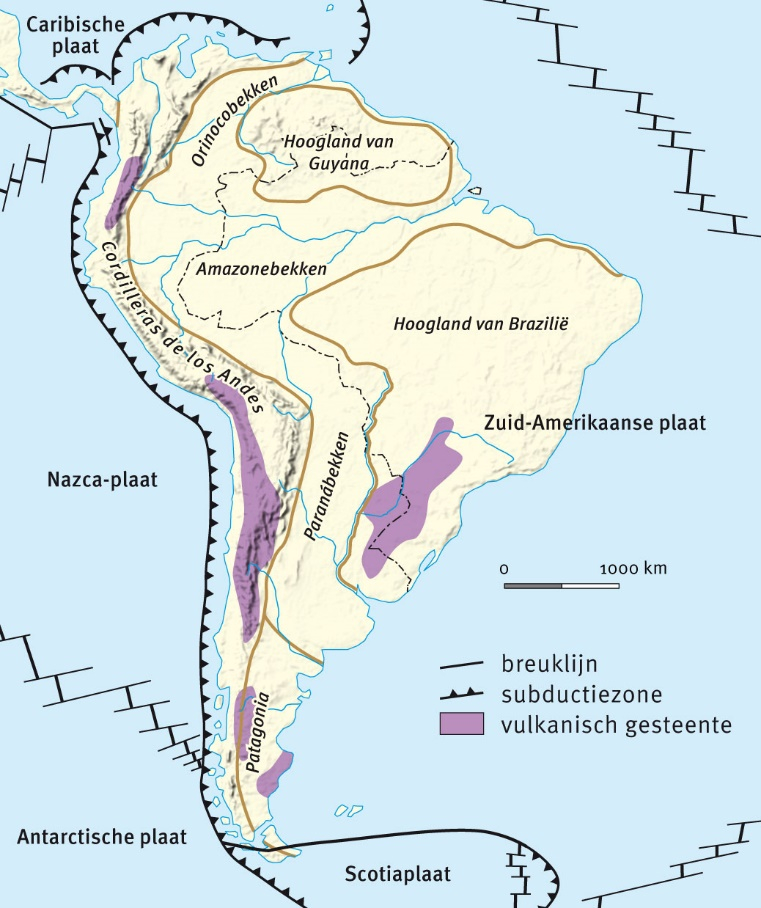 Caribische
plaat
Orinocobekken
Hoogland van
Guyana
Amazonebekken
Cordilleras de los Andes
Hoogland van Brazilië
Zuid-Amerikaanse plaat
Nazca-plaat
Paranábekken
0 1000 km
breuklijn
subductiezone
vulkanisch gesteente
Patagonia
Antarctische plaat
Scotiaplaat